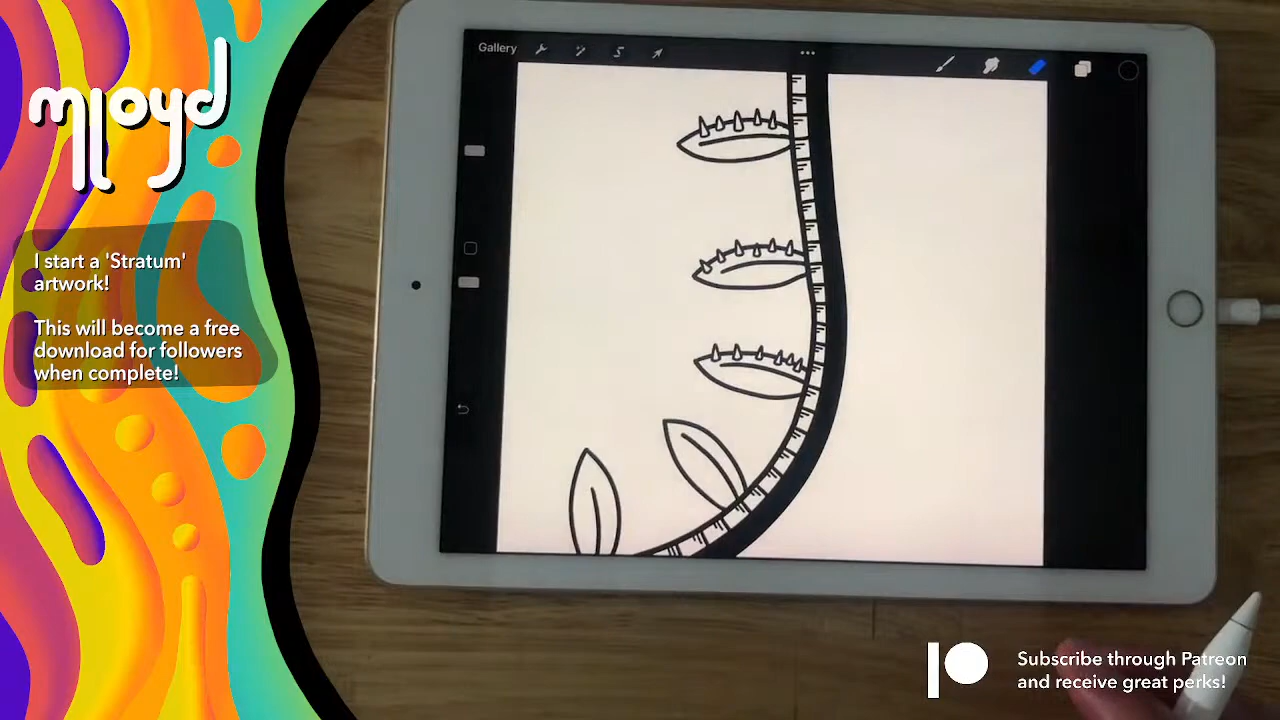 mlloyd
I start a 'Stratum'
artwork!
This will become a free
download for followers
when complete!
Gallery
Subscribe through Patreon
and receive great perks!